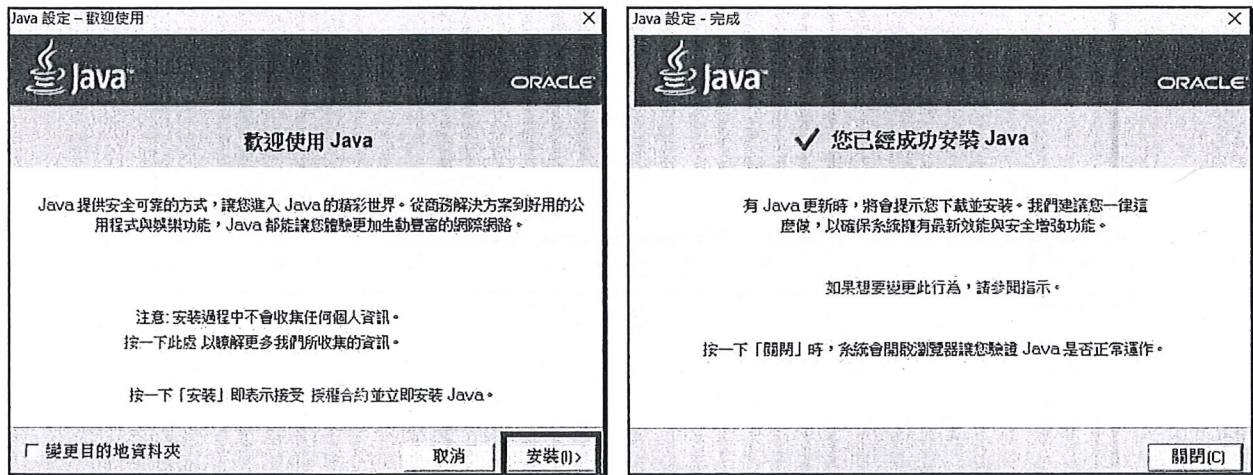 Java 設定 – 歡迎使用
Java™
ORACLE
歡迎使用 Java
Java 提供安全可靠的方式，讓您進入 Java 的精彩世界。從商務解決方案到好用的公
用程式與娛樂功能，Java 都能讓您體驗更加生動豐富的網際網路。
注意: 安裝過程中不會收集任何個人資訊。
按一下此處 以瞭解更多我們所收集的資訊。
按一下「安裝」即表示接受 授權合約 並立即安裝 Java。
變更目的地資料夾
取消
安裝(I)>
Java 設定 - 完成
Java™
ORACLE
✓ 您已經成功安裝 Java
有 Java 更新時，將會提示您下載並安裝。我們建議您一律這
麼做，以確保系統擁有最新效能與安全增強功能。
如果想要變更此行為，請參閱指示。
按一下「關閉」時，系統會開啟瀏覽器讓您驗證 Java 是否正常運作。
關閉(C)